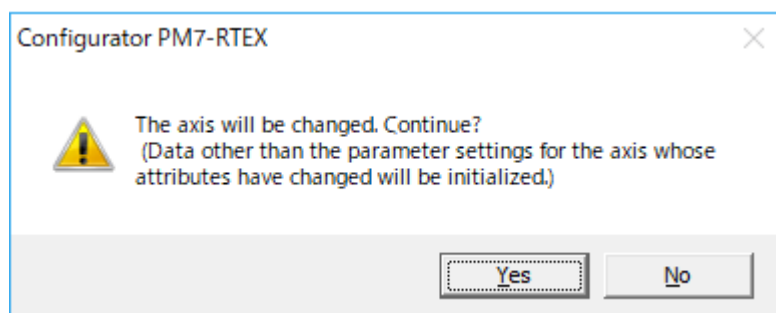 Configurator PM7-RTEX
The axis will be changed. Continue?
(Data other than the parameter settings for the axis whose
attributes have changed will be initialized.)
Yes
No